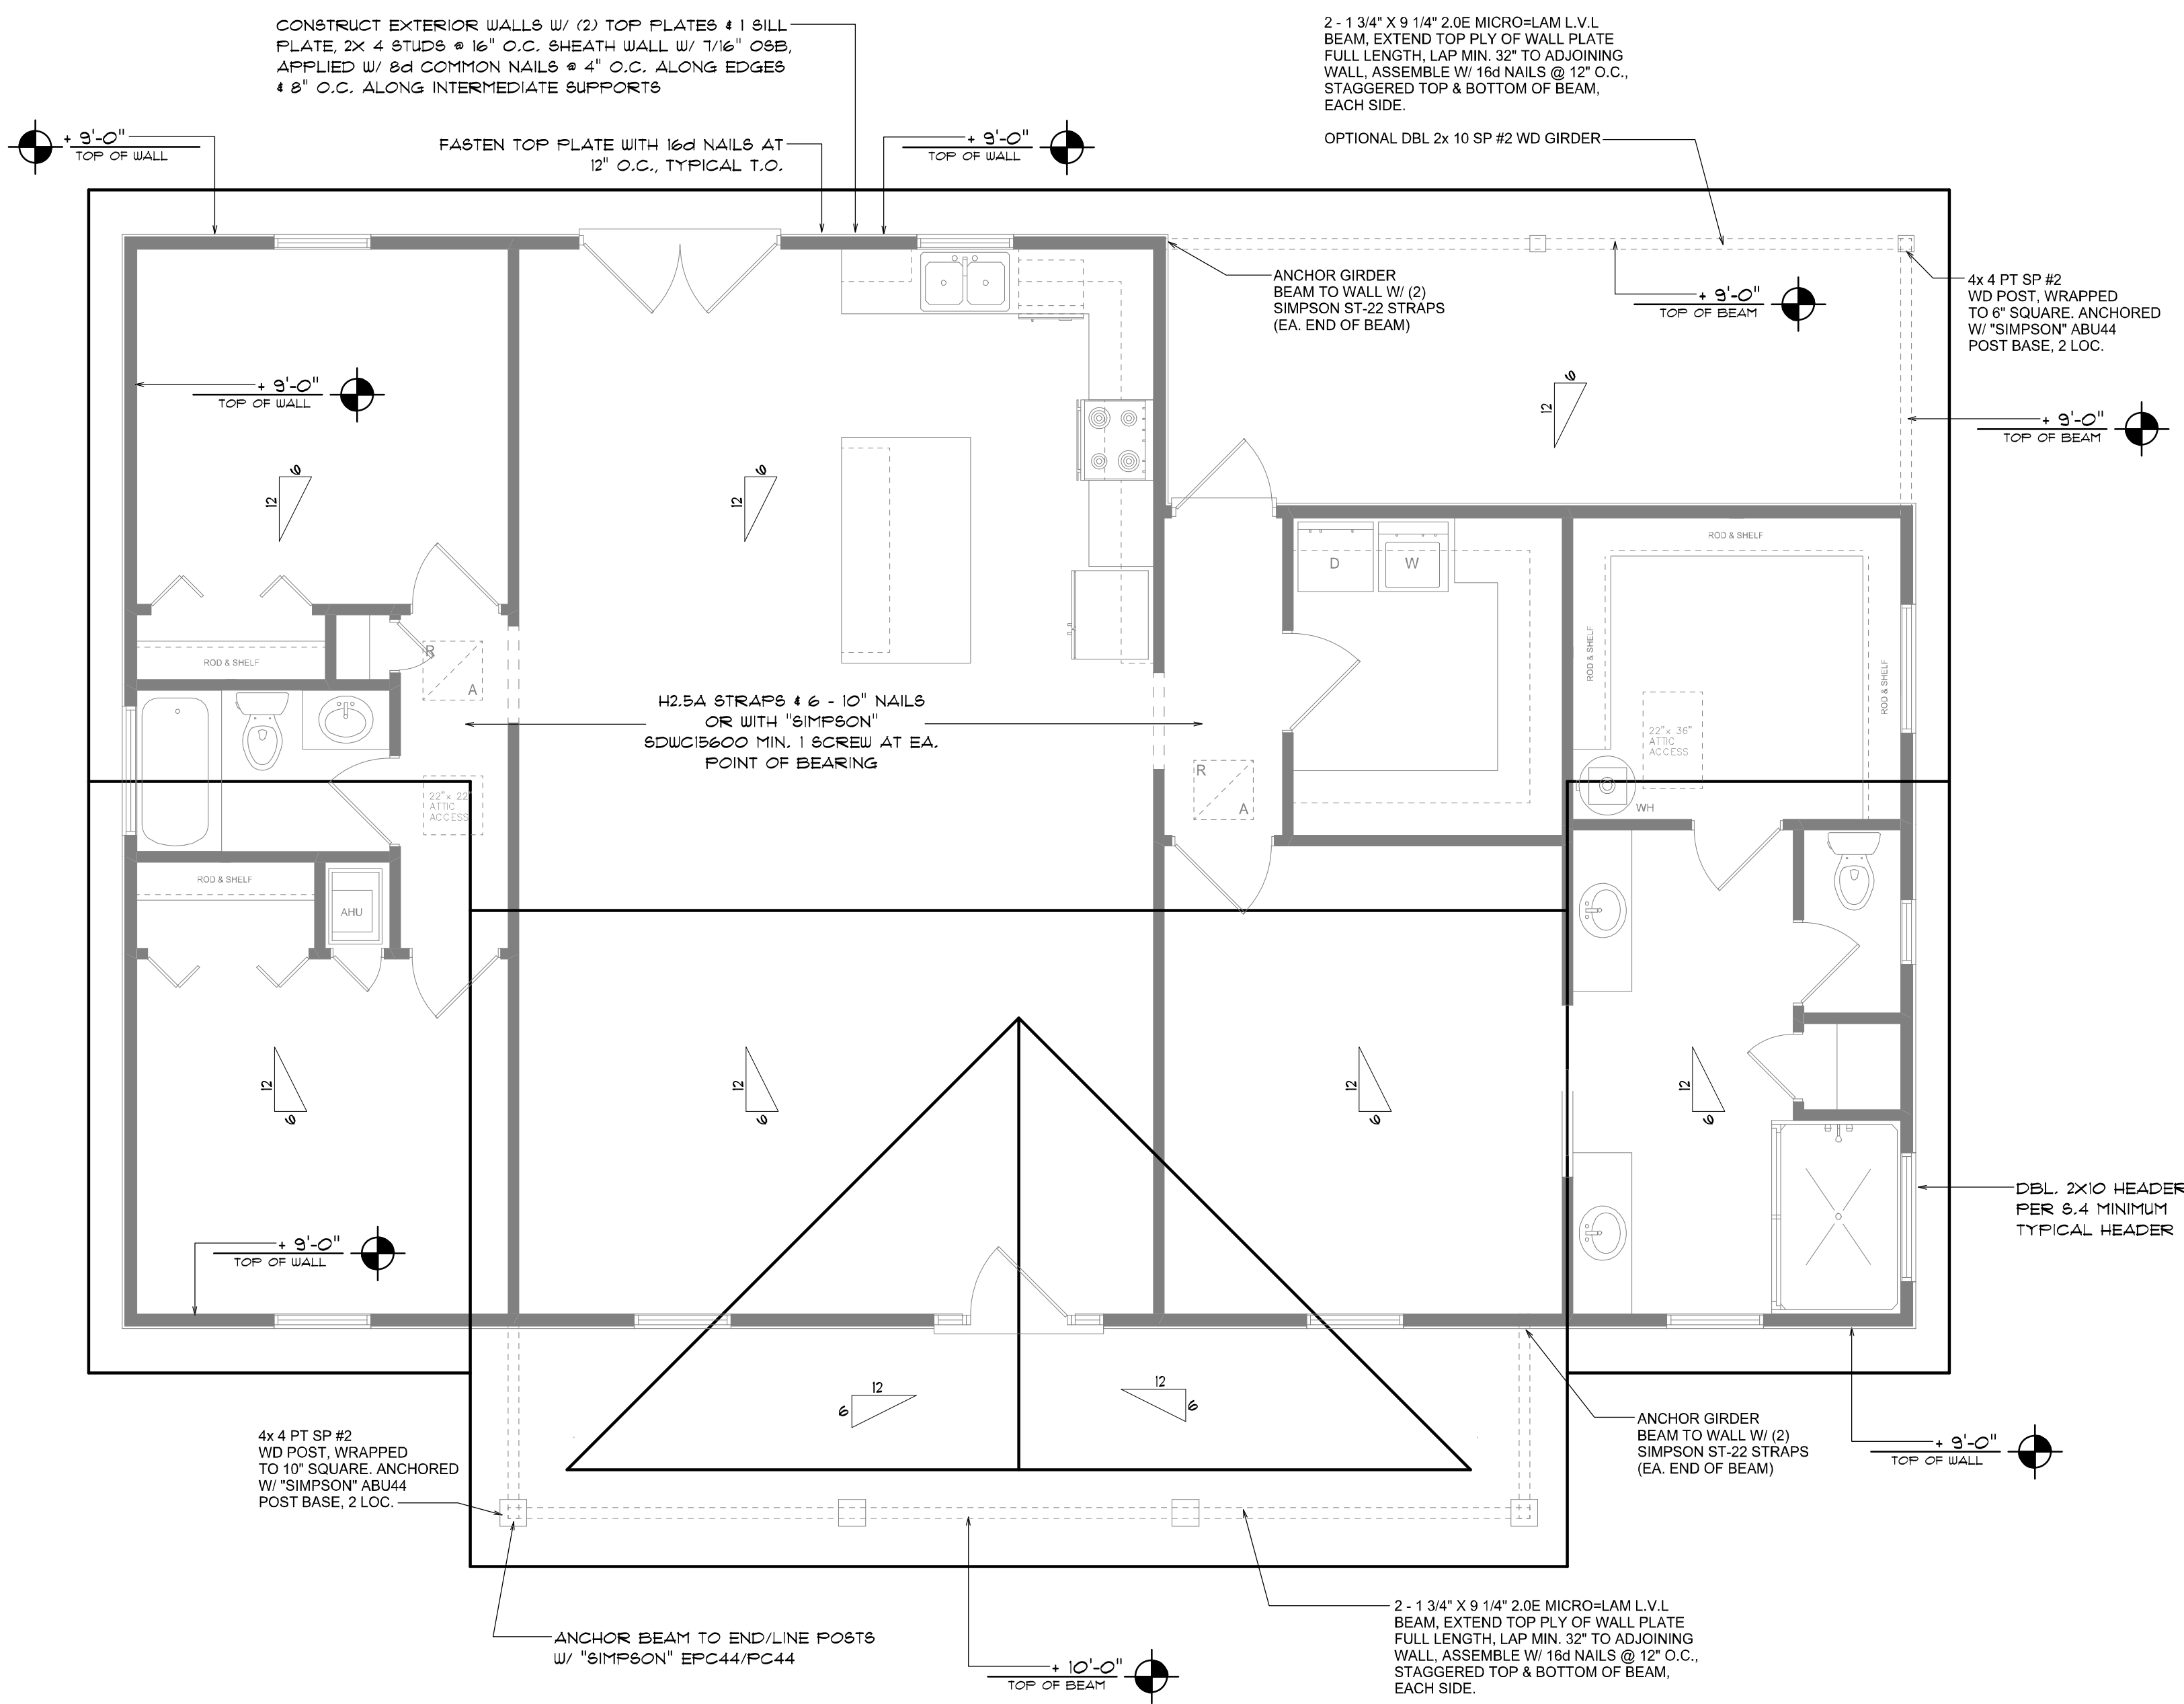 CONSTRUCT EXTERIOR WALLS W/ (2) TOP PLATES & 1 SILL
PLATE, 2X 4 STUDS @ 16" O.C. SHEATH WALL W/ 7/16" OSB,
APPLIED W/ 8d COMMON NAILS @ 4" O.C. ALONG EDGES
& 8" O.C. ALONG INTERMEDIATE SUPPORTS
2 - 1 3/4" X 9 1/4" 2.0E MICRO=LAM L.V.L
BEAM, EXTEND TOP PLY OF WALL PLATE
FULL LENGTH, LAP MIN. 32" TO ADJOINING
WALL, ASSEMBLE W/ 16d NAILS @ 12" O.C.,
STAGGERED TOP & BOTTOM OF BEAM,
EACH SIDE.
+ 9'-0"
TOP OF WALL
FASTEN TOP PLATE WITH 16d NAILS AT
12" O.C., TYPICAL T.O.
+ 9'-0"
TOP OF WALL
OPTIONAL DBL 2x 10 SP #2 WD GIRDER
ANCHOR GIRDER
BEAM TO WALL W/ (2)
SIMPSON ST-22 STRAPS
(EA. END OF BEAM)
+ 9'-0"
TOP OF BEAM
4x 4 PT SP #2
WD POST, WRAPPED
TO 6" SQUARE. ANCHORED
W/ "SIMPSON" ABU44
POST BASE, 2 LOC.
+ 9'-0"
TOP OF WALL
6
12
+ 9'-0"
TOP OF BEAM
6
12
6
12
ROD & SHELF
D
W
ROD & SHELF
R
A
ROD & SHELF
ROD & SHELF
H2.5A STRAPS & 6 - 10" NAILS
OR WITH "SIMPSON"
SDWC15600 MIN. 1 SCREW AT EA.
POINT OF BEARING
22"x 36"
ATTIC
ACCESS
R
A
22"x 22"
ATTIC
ACCESS
WH
ROD & SHELF
AHU
12
6
12
6
12
6
12
6
DBL. 2X10 HEADER
PER S.4 MINIMUM
TYPICAL HEADER
+ 9'-0"
TOP OF WALL
12
6
12
6
4x 4 PT SP #2
WD POST, WRAPPED
TO 10" SQUARE. ANCHORED
W/ "SIMPSON" ABU44
POST BASE, 2 LOC.
ANCHOR GIRDER
BEAM TO WALL W/ (2)
SIMPSON ST-22 STRAPS
(EA. END OF BEAM)
+ 9'-0"
TOP OF WALL
ANCHOR BEAM TO END/LINE POSTS
W/ "SIMPSON" EPC44/PC44
+ 10'-0"
TOP OF BEAM
2 - 1 3/4" X 9 1/4" 2.0E MICRO=LAM L.V.L
BEAM, EXTEND TOP PLY OF WALL PLATE
FULL LENGTH, LAP MIN. 32" TO ADJOINING
WALL, ASSEMBLE W/ 16d NAILS @ 12" O.C.,
STAGGERED TOP & BOTTOM OF BEAM,
EACH SIDE.